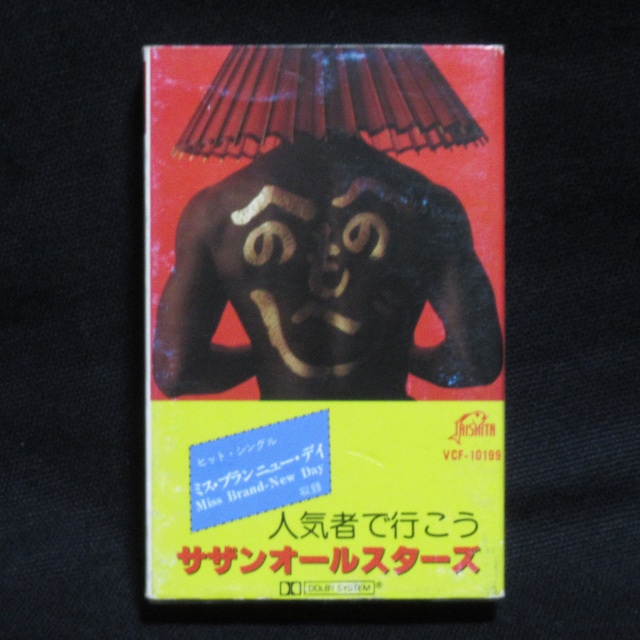 へ へ
の の
も
へ
じ
TAISHITA
VCF-10199
ヒット・シングル
ミス・ブランニュー・デイ
Miss Brand-New Day
収録
人気者で行こう
サザンオールスターズ
DOLBY SYSTEM®